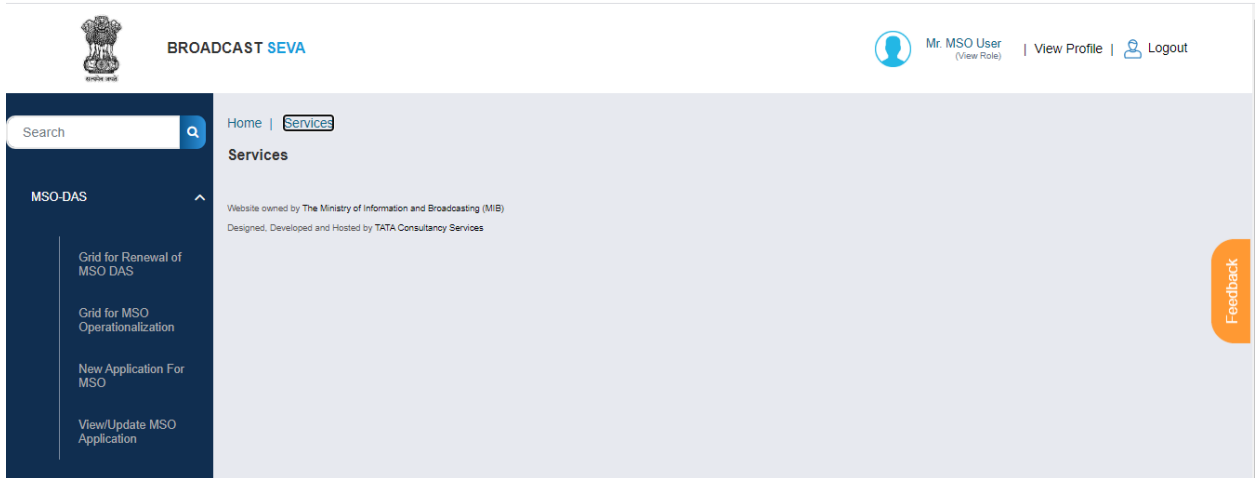 BROADCAST SEVA
Mr. MSO User
(View Role)
| View Profile | Logout
Search
Home | Services
Services
MSO-DAS
Website owned by The Ministry of Information and Broadcasting (MIB)
Designed, Developed and Hosted by TATA Consultancy Services
Grid for Renewal of
MSO DAS
Grid for MSO
Operationalization
New Application For
MSO
View/Update MSO
Application
Feedback